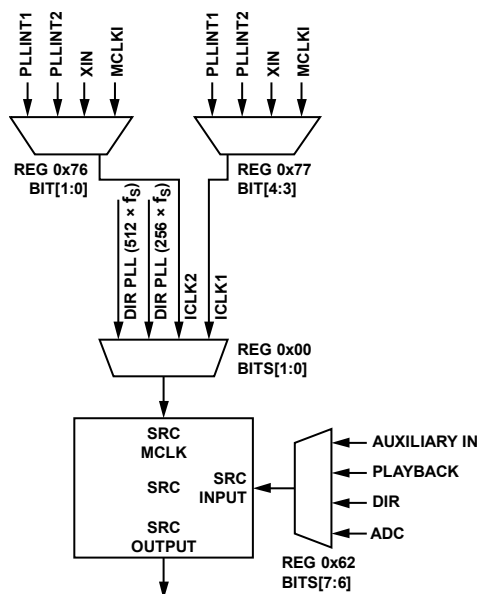 PLLINT1
PLLINT2
XIN
MCLKI
PLLINT1
PLLINT2
XIN
MCLKI
REG 0x76
BIT[1:0]
REG 0x77
BIT[4:3]
DIR PLL (512 × fS)
DIR PLL (256 × fS)
ICLK2
ICLK1
REG 0x00
BITS[1:0]
SRC
MCLK
SRC
SRC
INPUT
SRC
OUTPUT
AUXILIARY IN
PLAYBACK
DIR
ADC
REG 0x62
BITS[7:6]